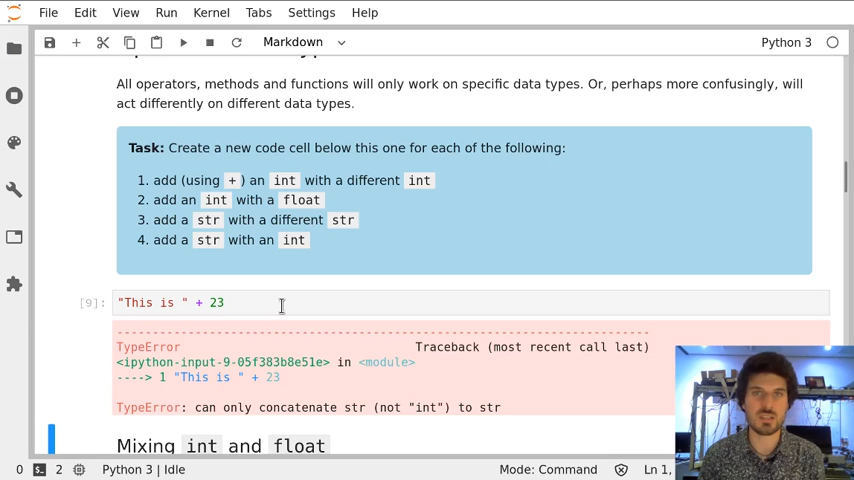 File Edit View Run Kernel Tabs Settings Help
Markdown Python 3
All operators, methods and functions will only work on specific data types. Or, perhaps more confusingly, will
act differently on different data types.
Task: Create a new code cell below this one for each of the following:
1. add (using + ) an int with a different int
2. add an int with a float
3. add a str with a different str
4. add a str with an int
[9]: "This is " + 23
---------------------------------------------------------------------------
TypeError Traceback (most recent call last)
<ipython-input-9-05f383b8e51e> in <module>
----> 1 "This is " + 23
TypeError: can only concatenate str (not "int") to str
Mixing int and float
0 2 Python 3 | Idle Mode: Command Ln 1,